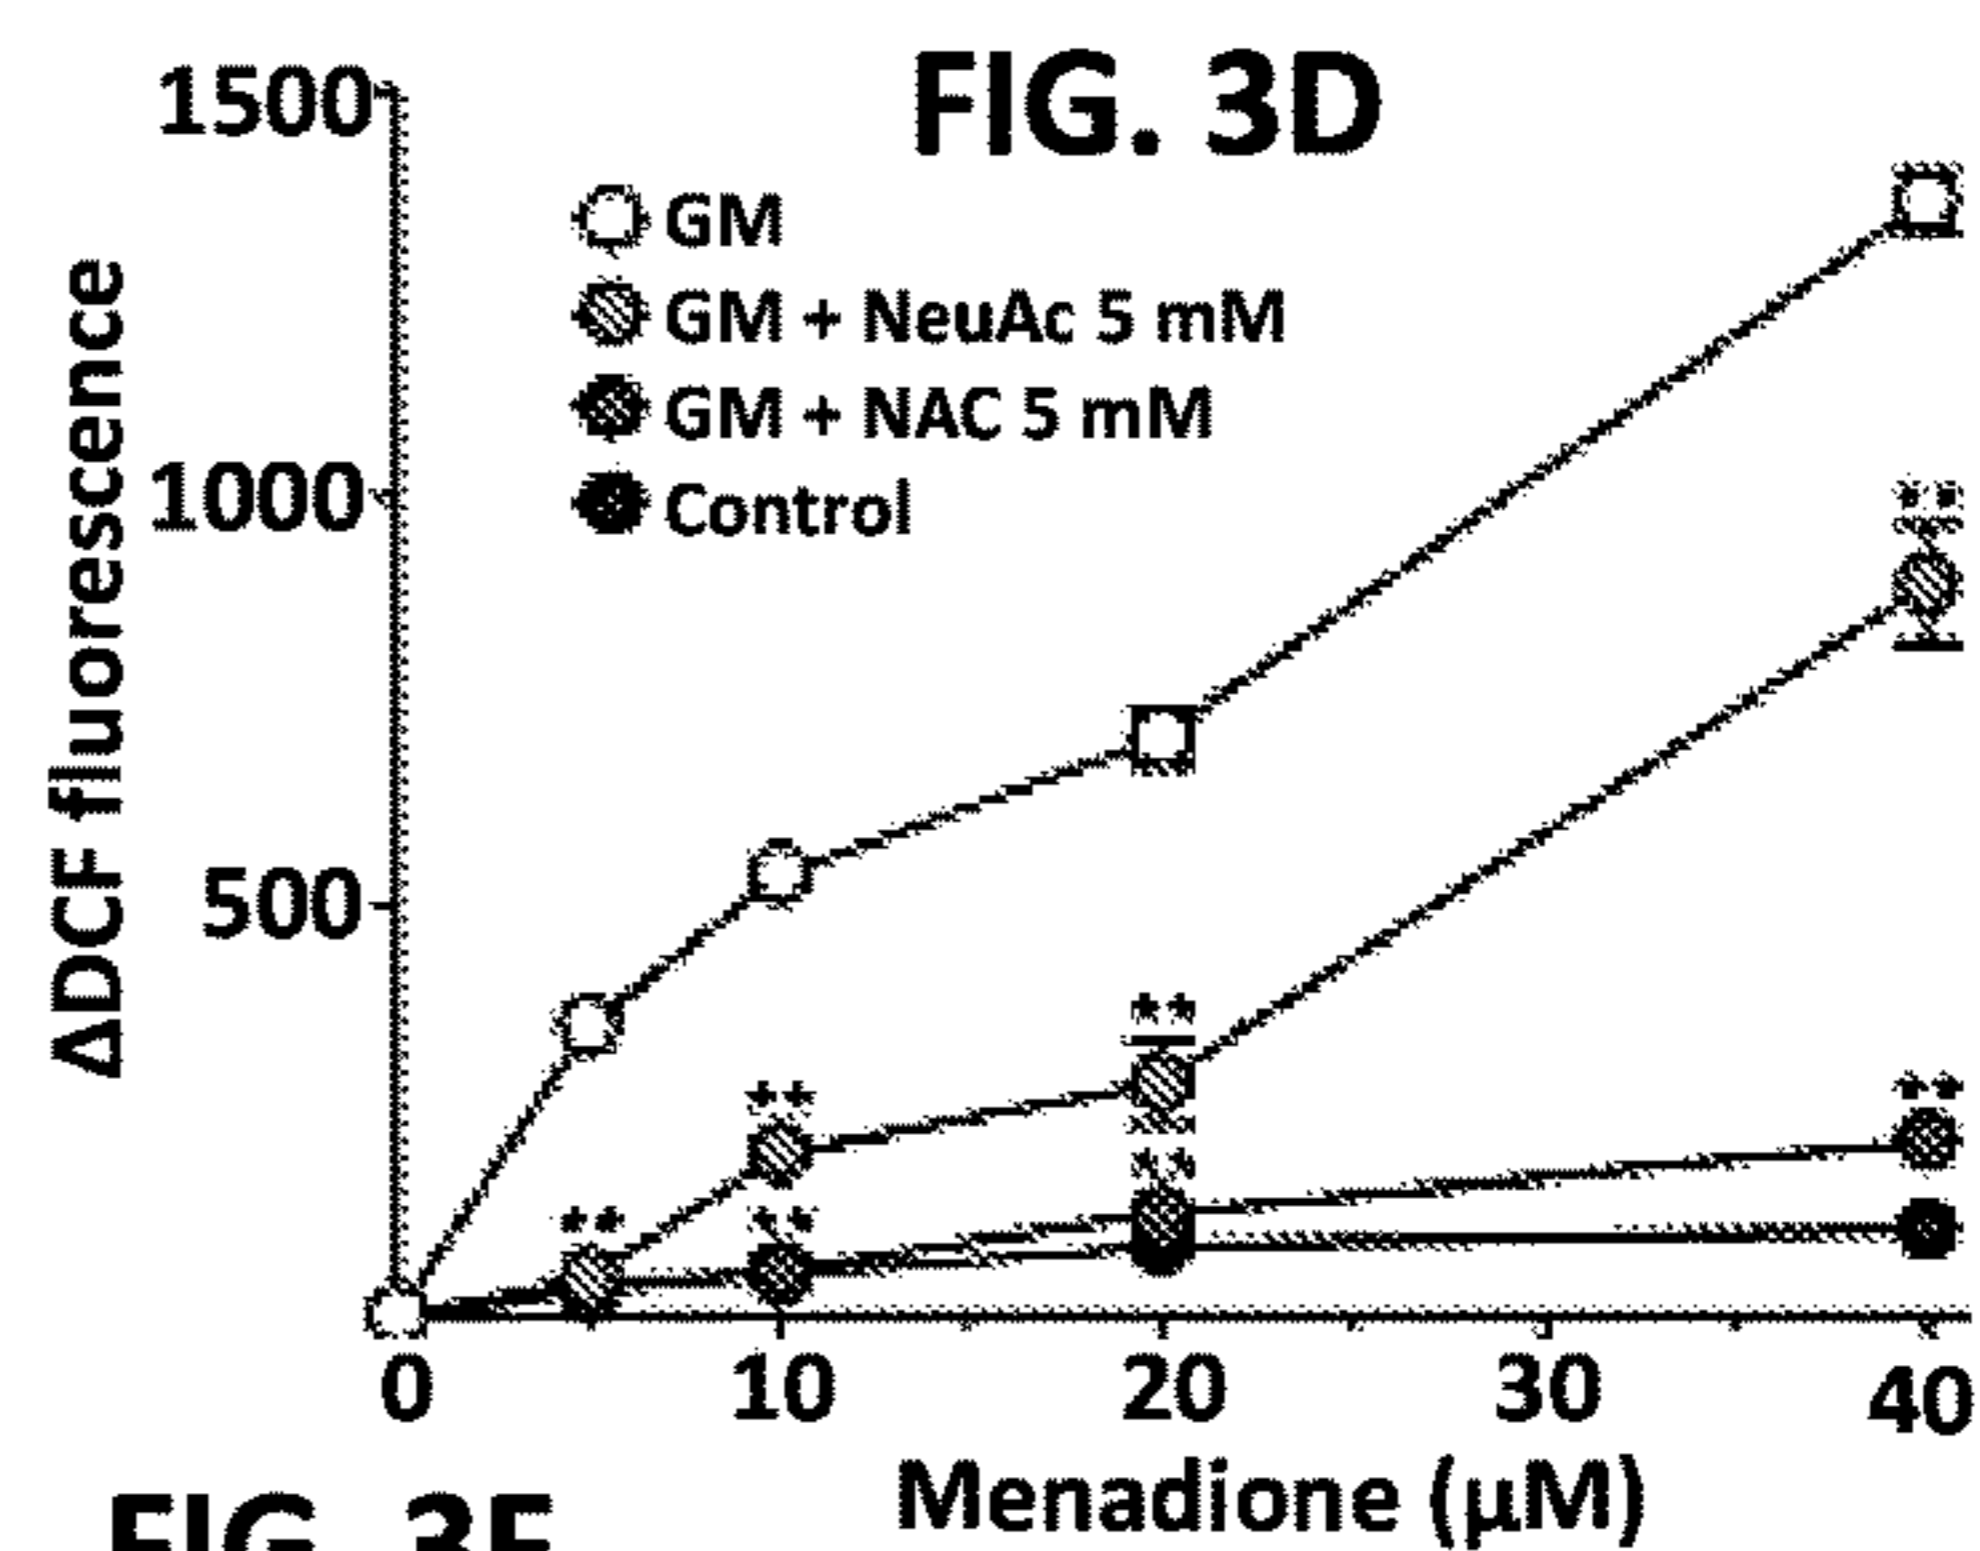 FIG. 3D
1500
1000
500
ΔDCF fluorescence
GM
GM + NeuAc 5 mM
GM + NAC 5 mM
Control
**
**
**
**
**
**
**
0 10 20 30 40
Menadione (μM)